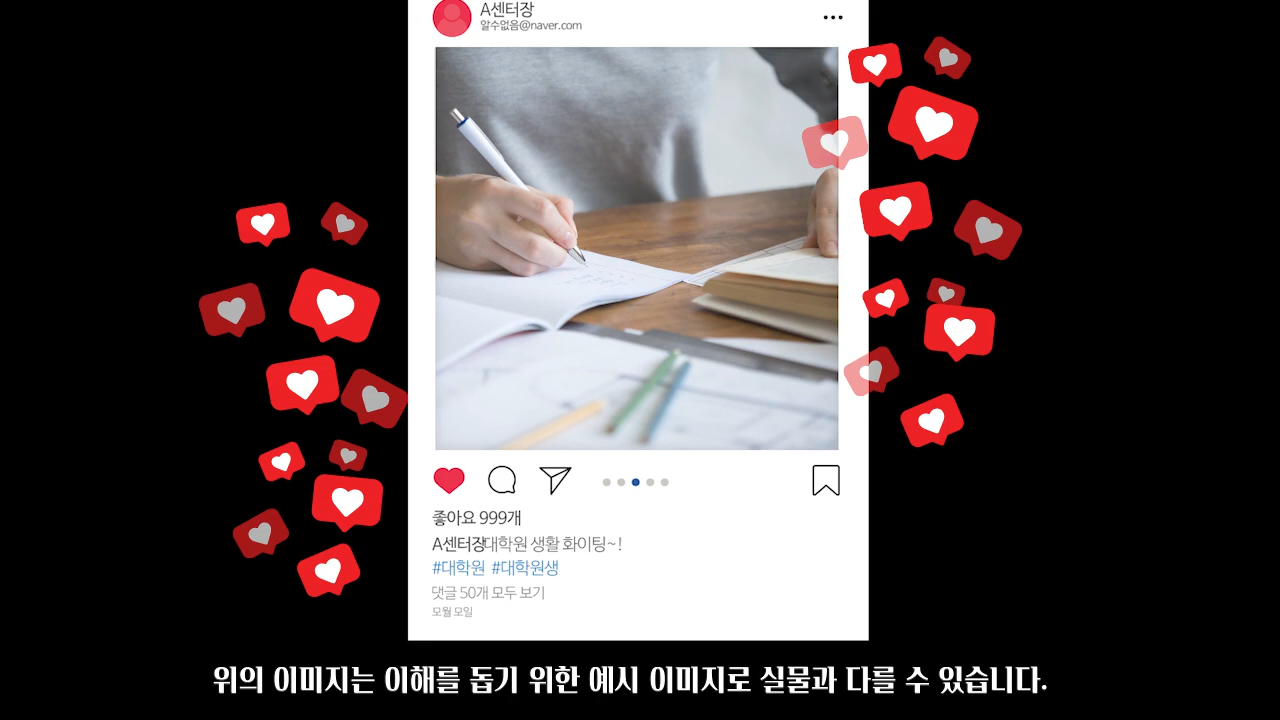 A센터장
알수없음@naver.com
좋아요 999개
A센터장대학원 생활 화이팅~!
#대학원 #대학원생
댓글 50개 모두 보기
모월 모일
위의 이미지는 이해를 돕기 위한 예시 이미지로 실물과 다를 수 있습니다.